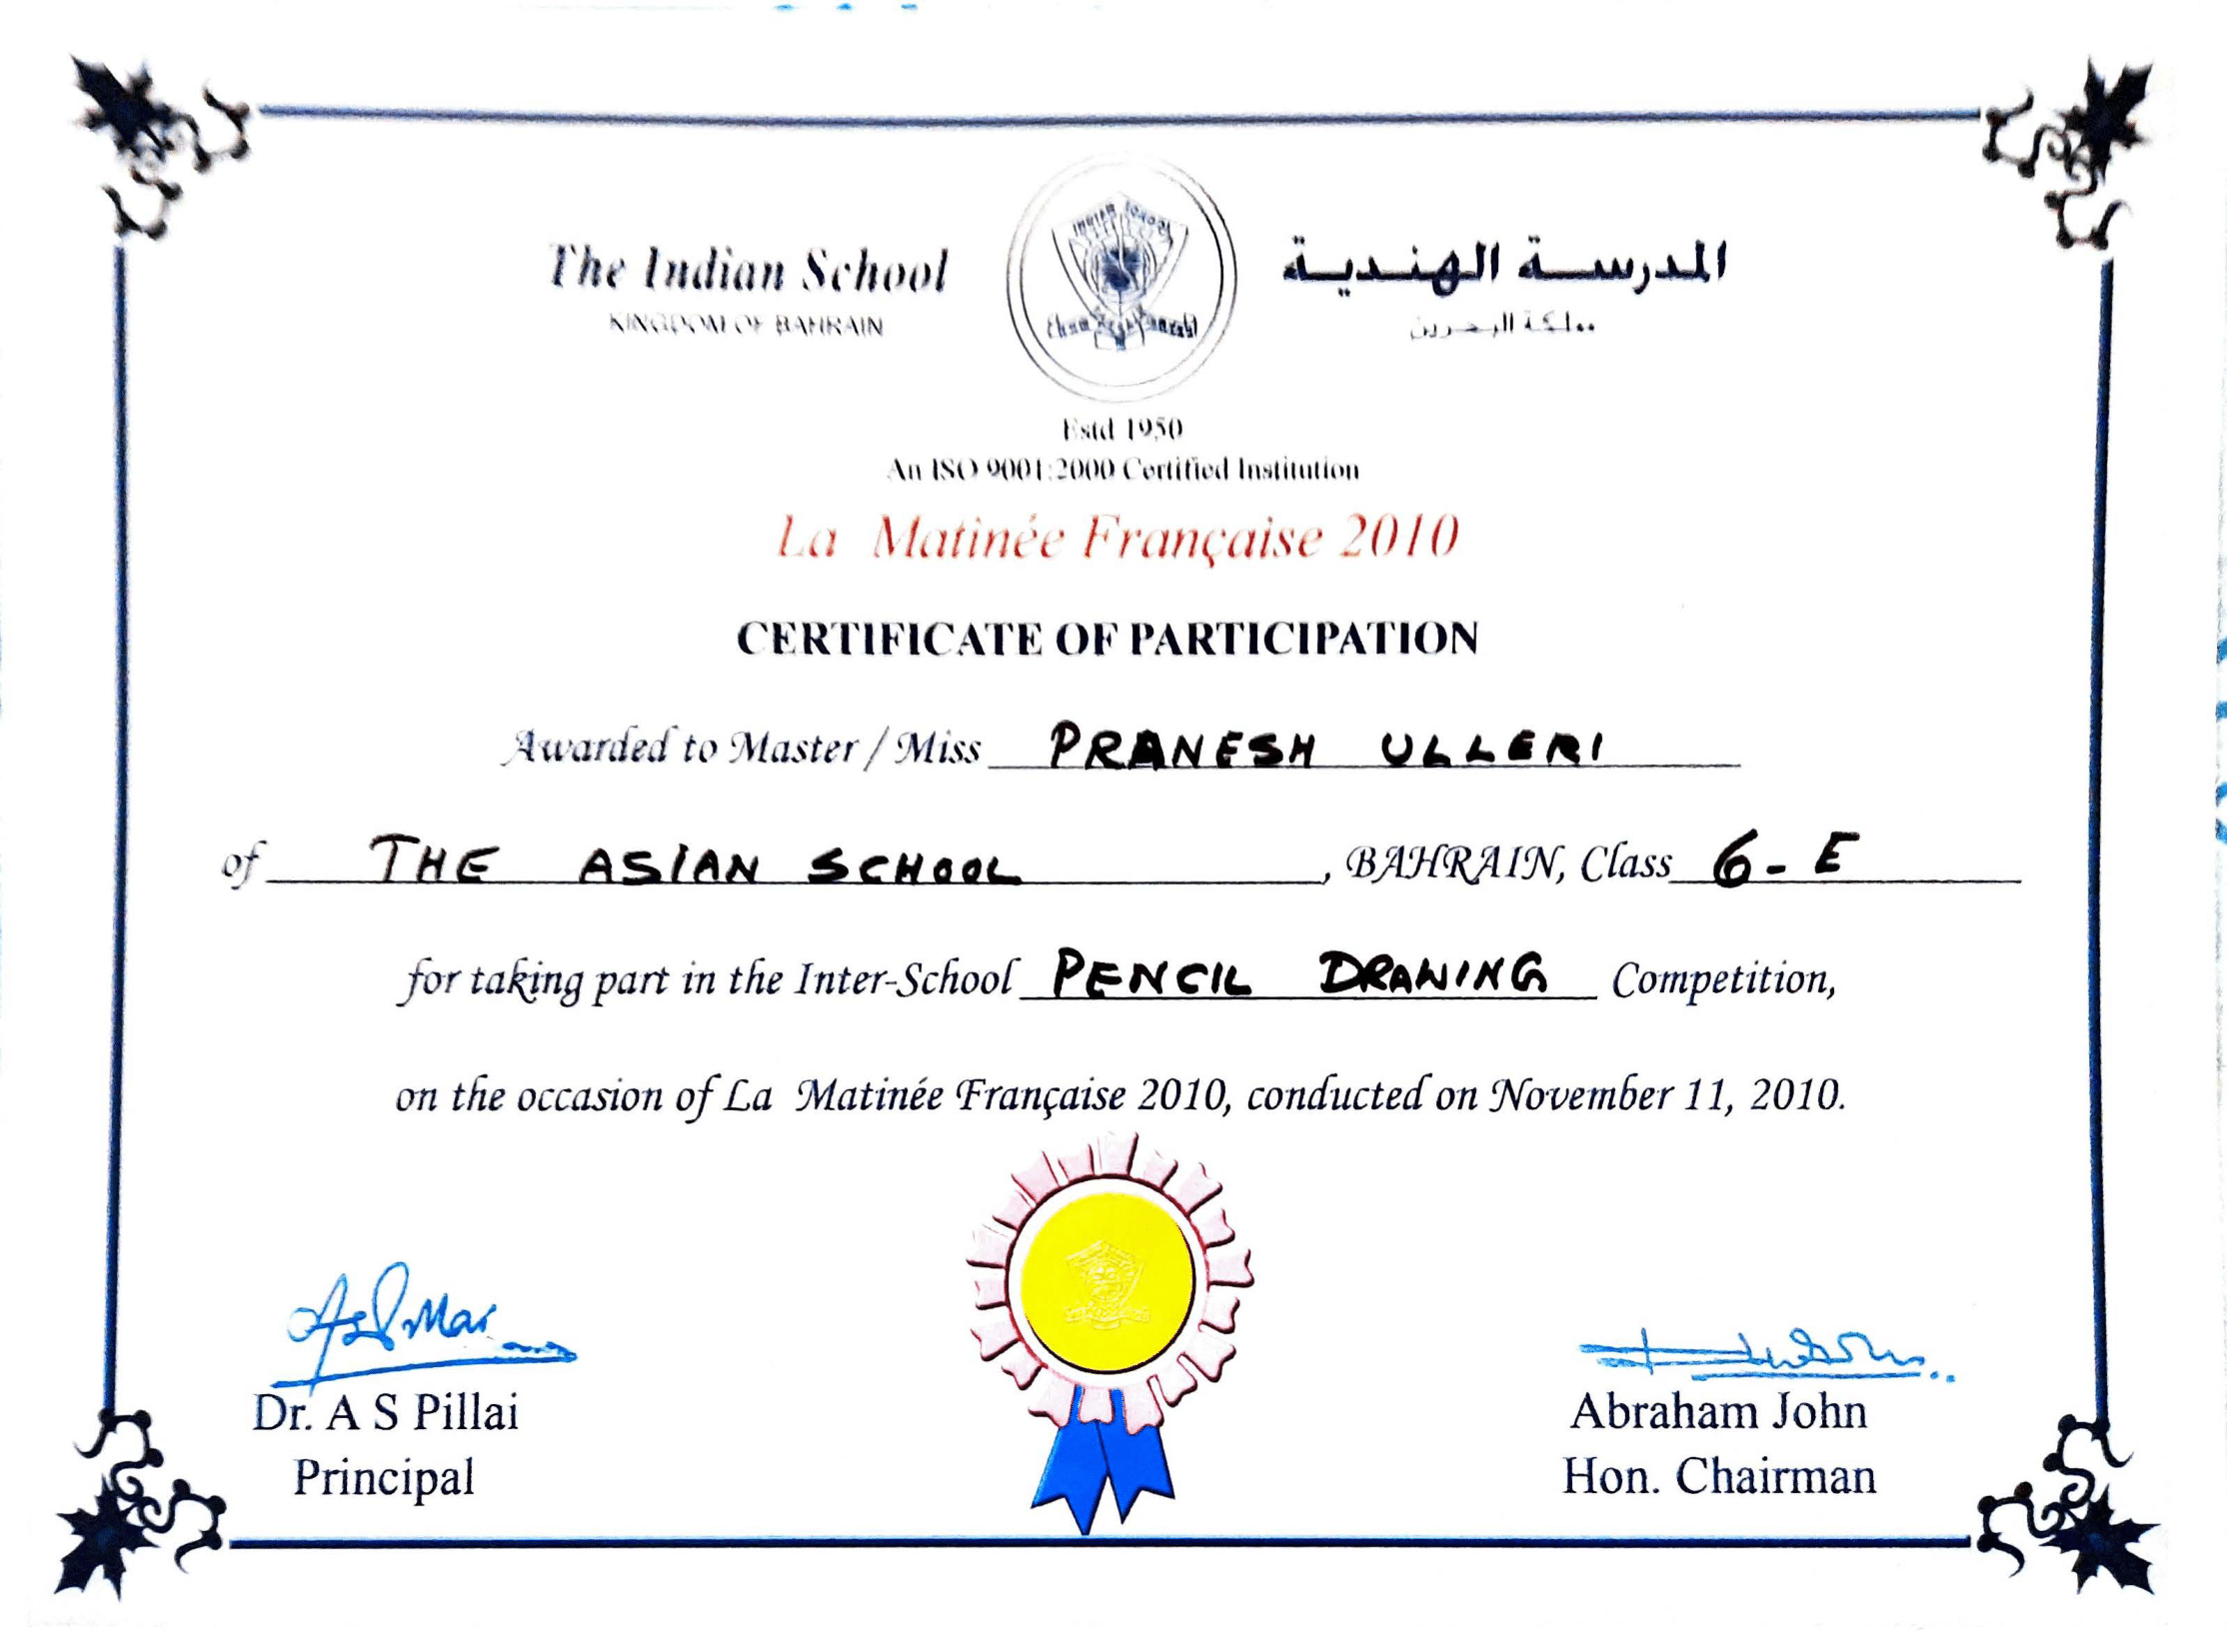 The Indian School
المدرسة الهندية
KINGDOM OF BAHRAIN
مملكة البحرين
INDIAN SCHOOL
Estd 1950
An ISO 9001:2000 Certified Institution
La Matinée Française 2010
CERTIFICATE OF PARTICIPATION
Awarded to Master / Miss PRANESH ULLERI
of THE ASIAN SCHOOL, BAHRAIN, Class 6-E
for taking part in the Inter-School PENCIL DRAWING Competition,
on the occasion of La Matinée Française 2010, conducted on November 11, 2010.
Dr. A S Pillai
Principal
Abraham John
Hon. Chairman